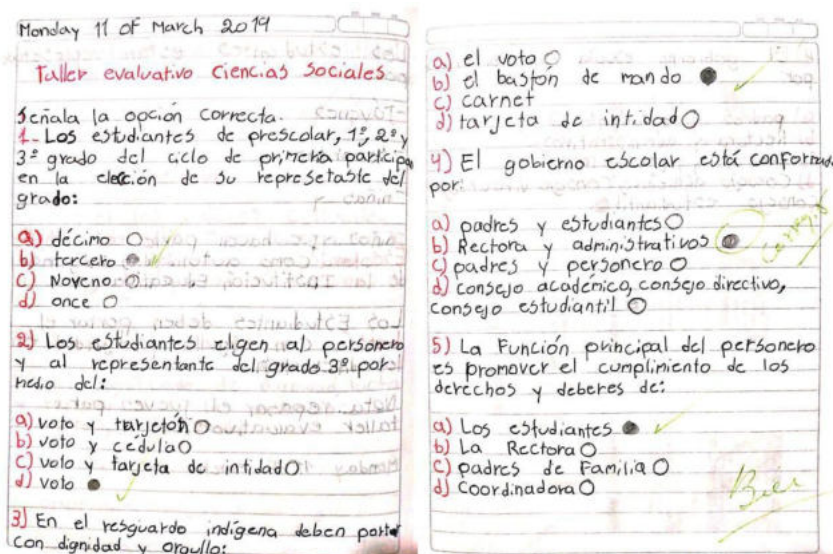 Monday 11 OF March 2019
Taller evaluativo Ciencias Sociales
Señala la opción correcta.
1- Los estudiantes de prescolar, 1º, 2º y
3º grado del ciclo de primeria participa
en la elección de su represetaste del
grado:
a) décimo
b) tercero
c) Noveno
d) once
2) Los estudiantes eligen al personero
y al representante del grado 3º por
medio del:
a) voto y tarjetón
b) voto y cédula
c) voto y tarjeta de intidad
d) voto
3) En el resguardo indígena deben portar
con dignidad y orgullo:
a) el voto
b) el bastón de mando
c) carnet
d) tarjeta de intidad
4) El gobierno escolar está conformado
por:
a) padres y estudiantes
b) Rectora y administrativos
c) padres y personero
d) consejo académico, consejo directivo,
consejo estudiantil
5) La Función principal del personero
es promover el cumplimiento de los
derechos y deberes de:
a) Los estudiantes
b) La Rectora
c) padres de Familia
d) Coordinadora